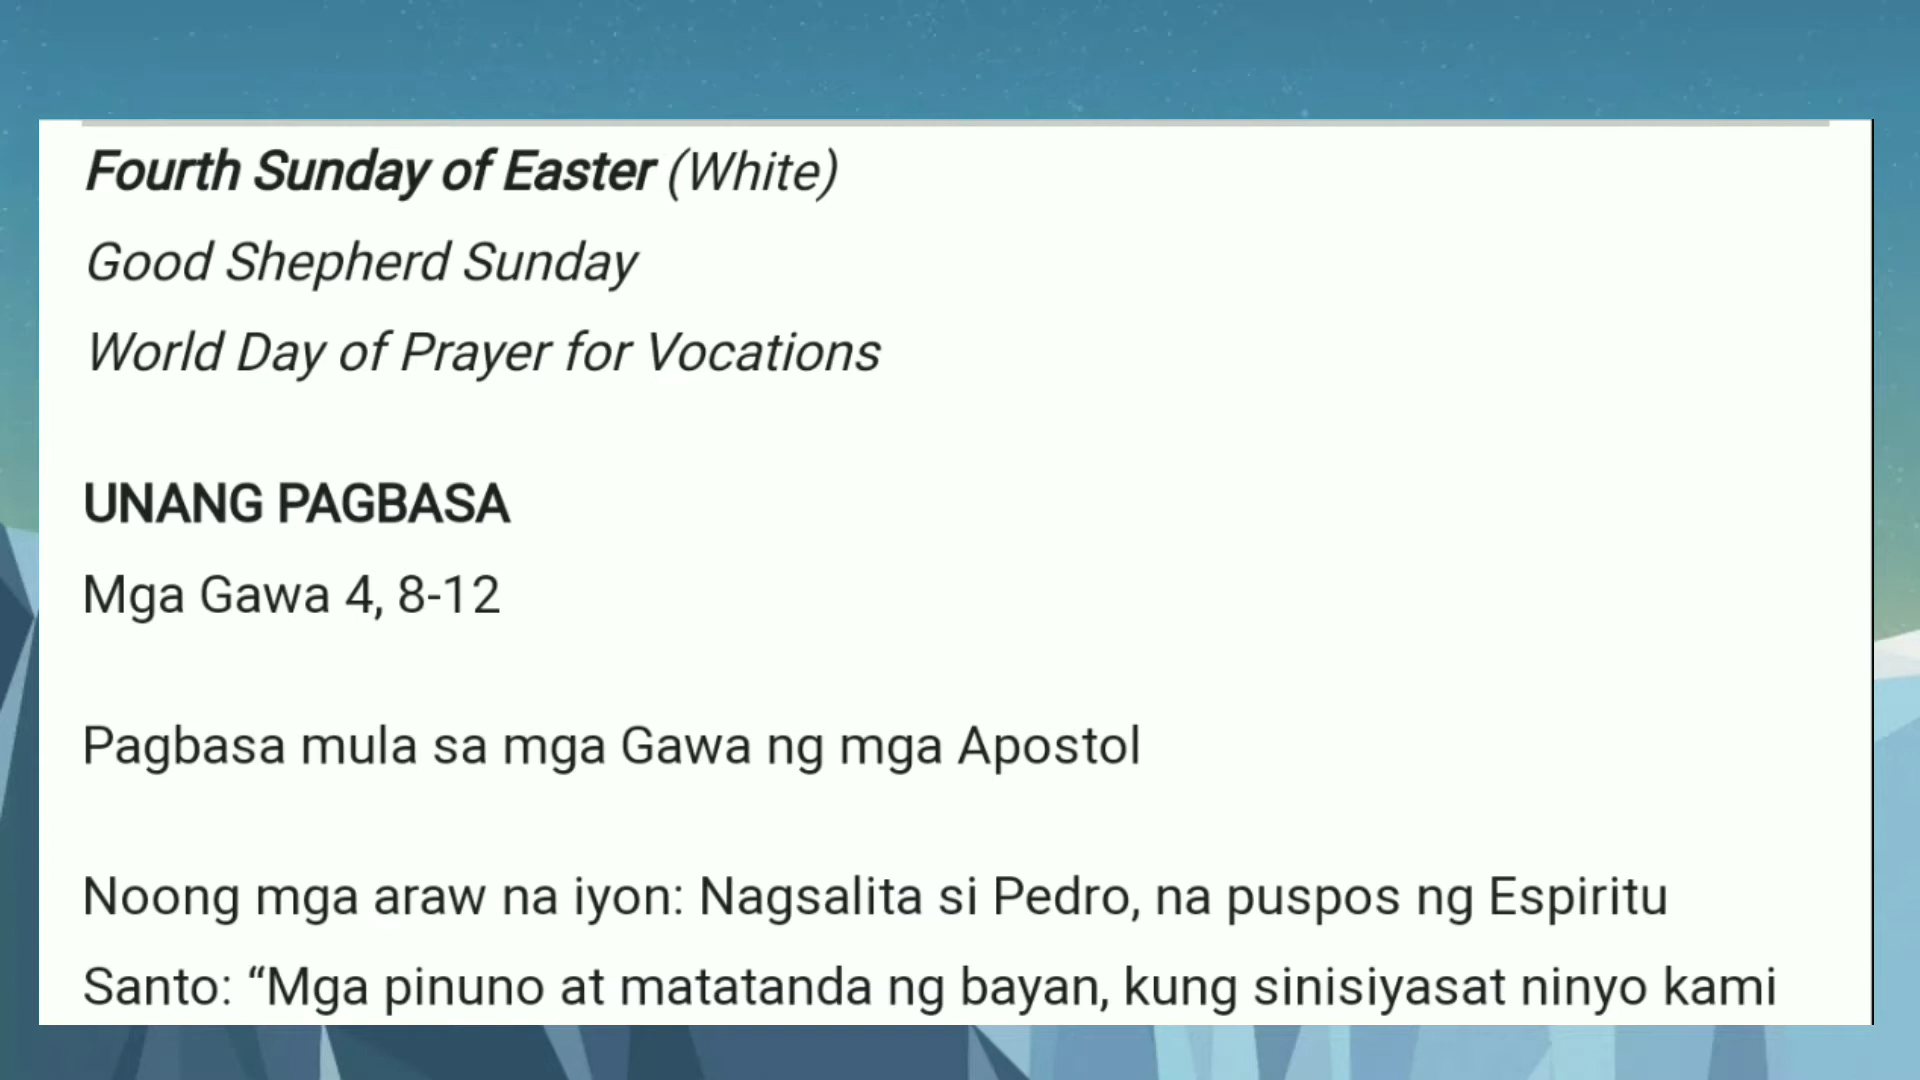 Fourth Sunday of Easter (White)
Good Shepherd Sunday
World Day of Prayer for Vocations
UNANG PAGBASA
Mga Gawa 4, 8-12
Pagbasa mula sa mga Gawa ng mga Apostol
Noong mga araw na iyon: Nagsalita si Pedro, na puspos ng Espiritu
Santo: “Mga pinuno at matatanda ng bayan, kung sinisiyasat ninyo kami